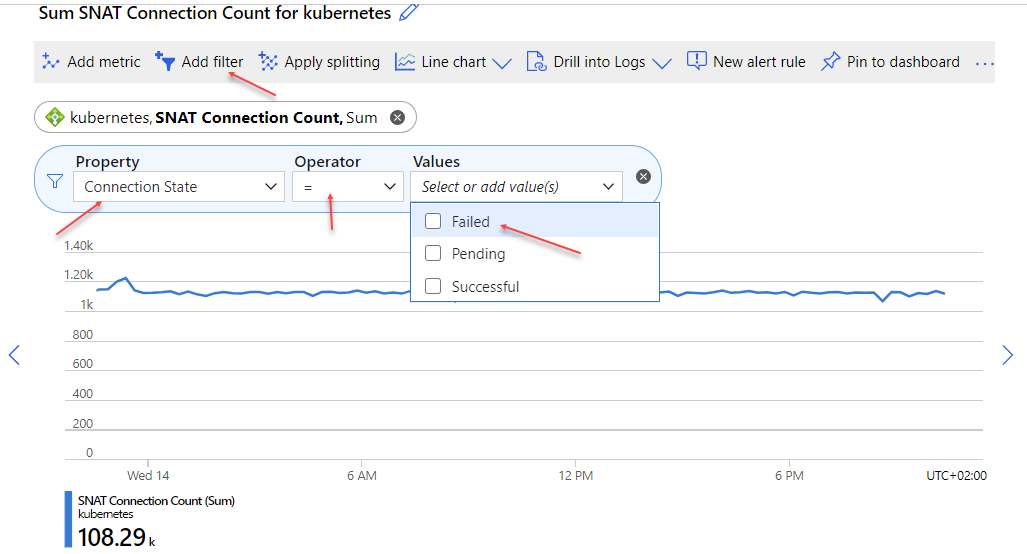 Sum SNAT Connection Count for kubernetes
Add metric Add filter Apply splitting Line chart Drill into Logs New alert rule Pin to dashboard ...
kubernetes, SNAT Connection Count, Sum
Property Operator Values
Connection State = Select or add value(s)
Failed
Pending
Successful
1.40k
1.20k
1k
800
600
400
200
0
Wed 14 6 AM 12 PM 6 PM UTC+02:00
SNAT Connection Count (Sum)
kubernetes
108.29 k